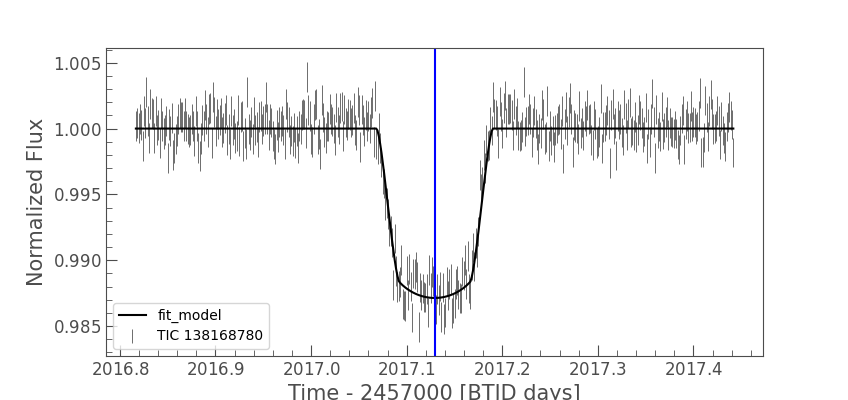 1.005
1.000
0.995
0.990
0.985
Normalized Flux
fit_model
TIC 138168780
2016.8 2016.9 2017.0 2017.1 2017.2 2017.3 2017.4
Time - 2457000 [BTJD days]